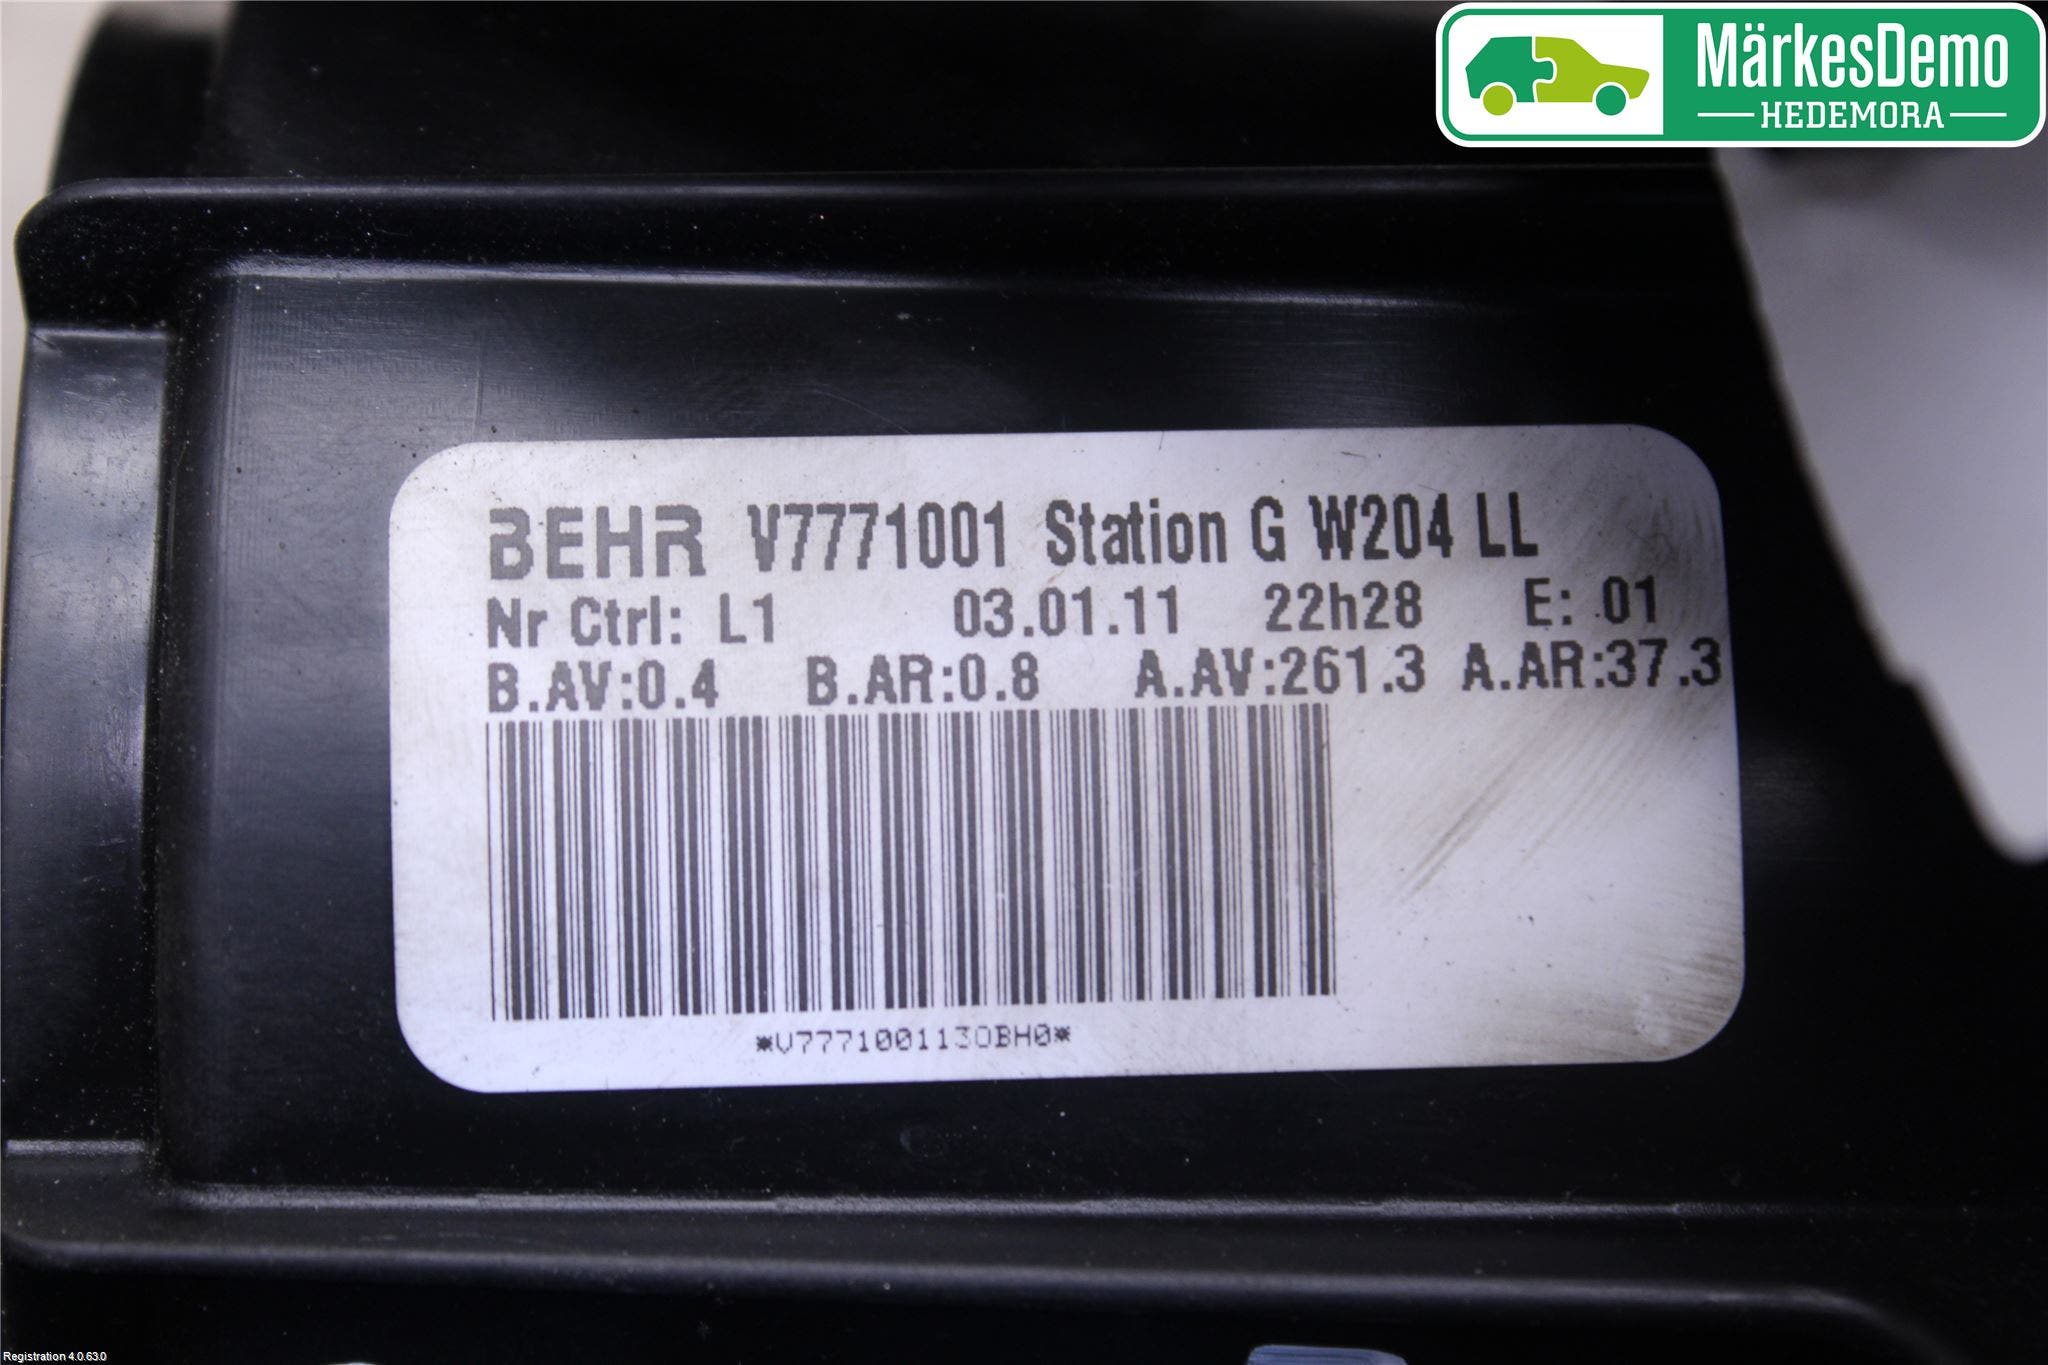 MärkesDemo
HEDEMORA
BEHR V7771001 Station G W204 LL
Nr Ctrl: L1 03.01.11 22h28 E: 01
B.AV:0.4 B.AR:0.8 A.AV:261.3 A.AR:37.3
*V7771001130BH0*
Registration 4.0.63.0